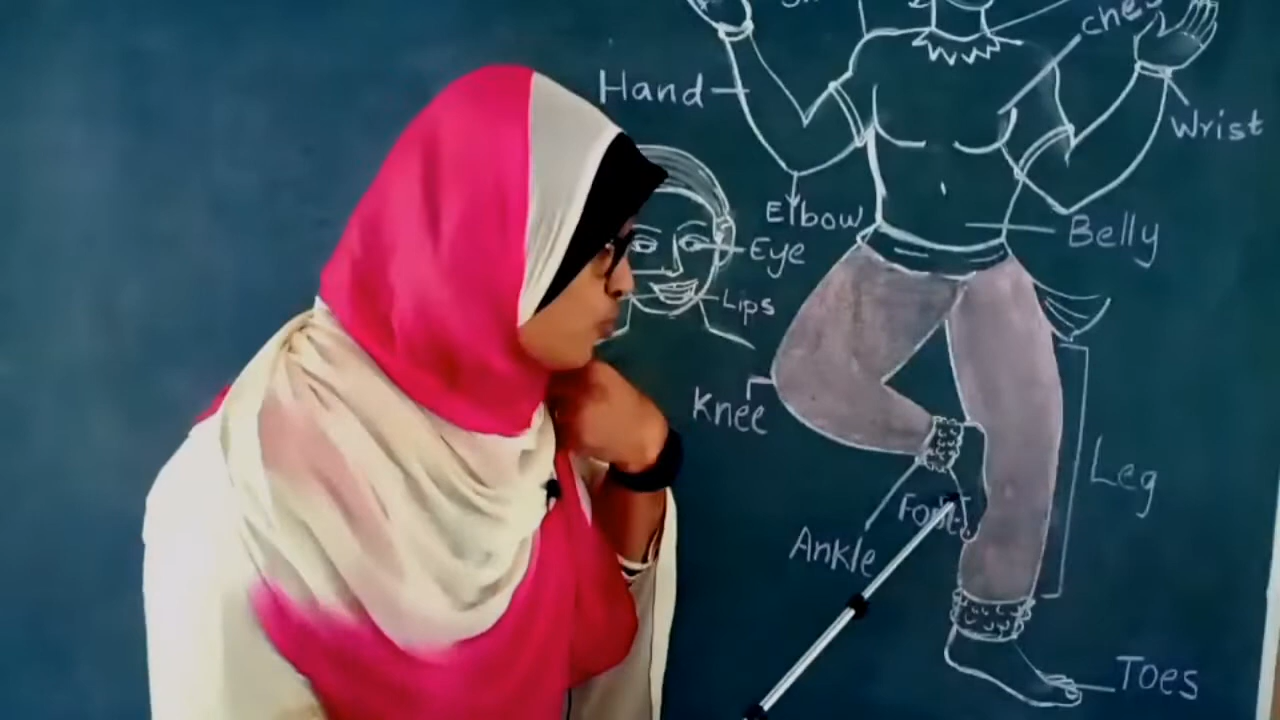 Hand
Wrist
Elbow
Eye
Belly
Lips
Knee
Leg
Foot
Ankle
Toes